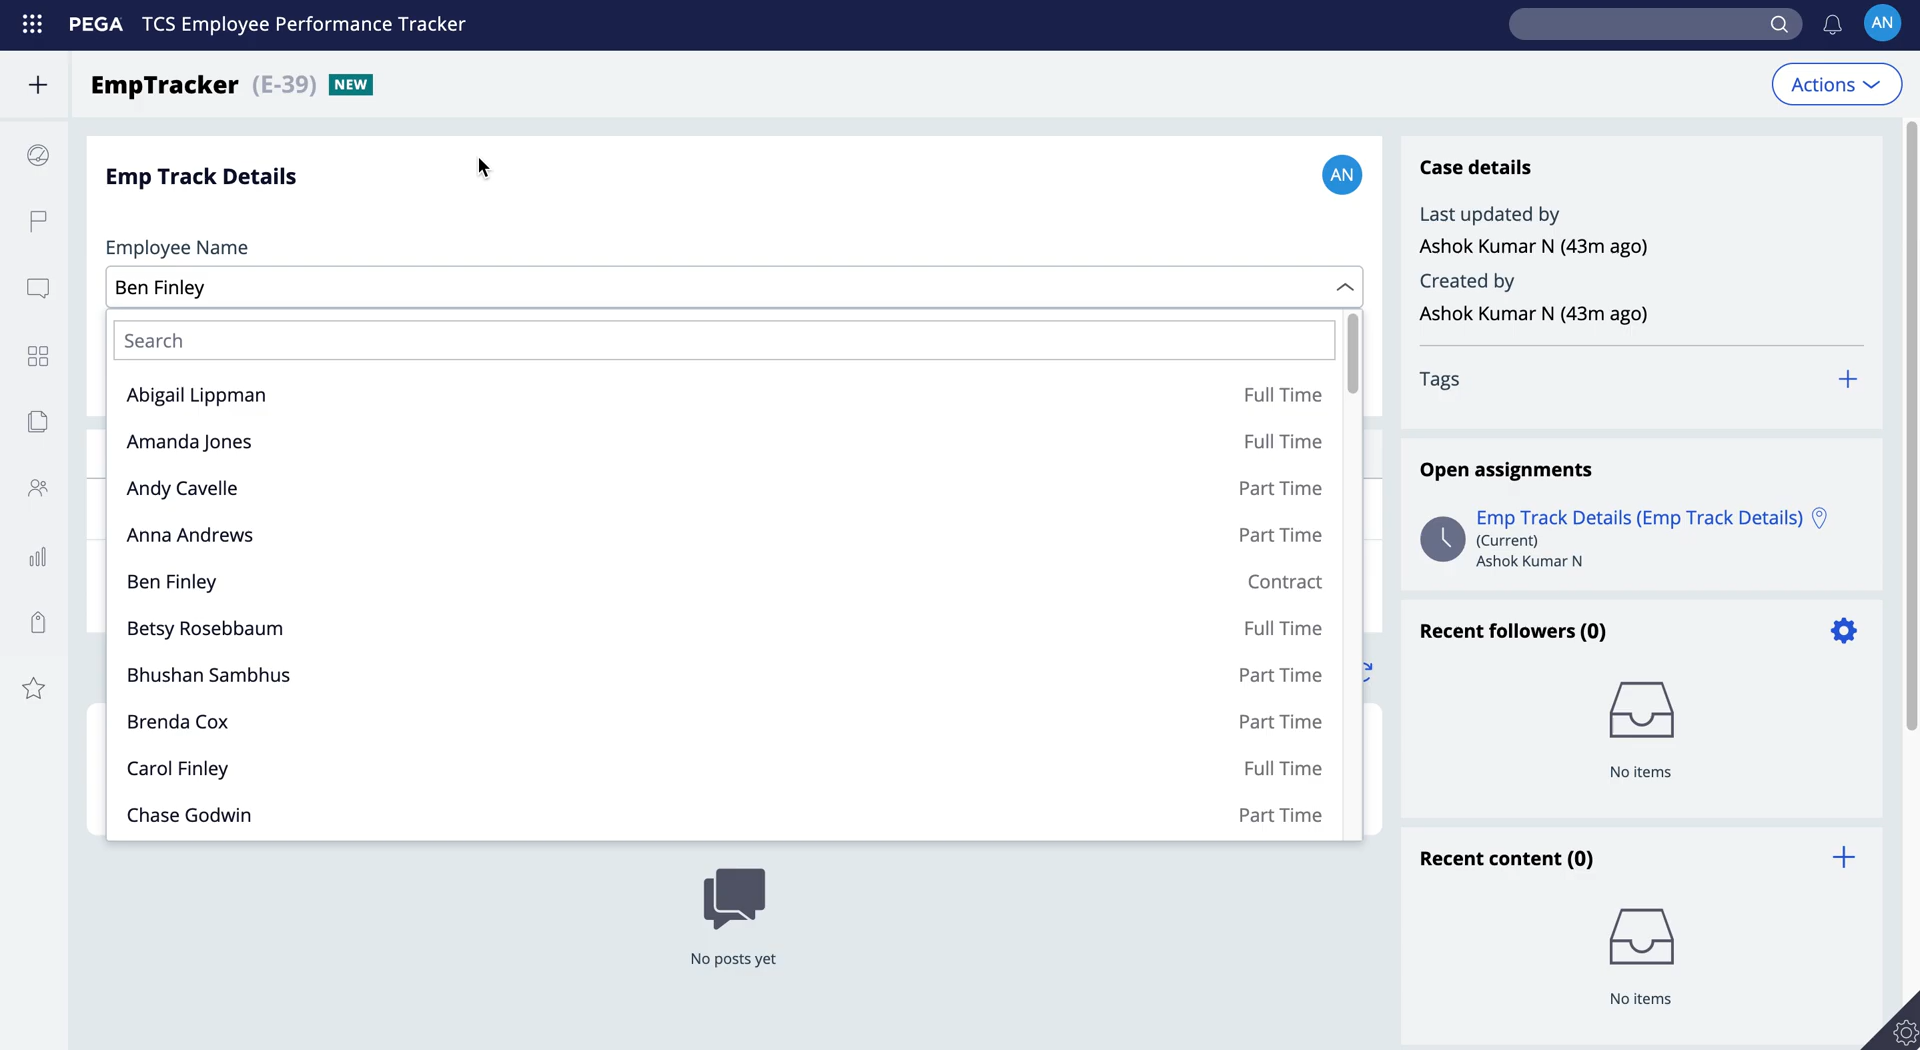 PEGA TCS Employee Performance Tracker
AN
EmpTracker (E-39) NEW
Actions
Emp Track Details
AN
Employee Name
Ben Finley
Search
Abigail Lippman Full Time
Amanda Jones Full Time
Andy Cavelle Part Time
Anna Andrews Part Time
Ben Finley Contract
Betsy Rosebbaum Full Time
Bhushan Sambhus Part Time
Brenda Cox Part Time
Carol Finley Full Time
Chase Godwin Part Time
No posts yet
Case details
Last updated by
Ashok Kumar N (43m ago)
Created by
Ashok Kumar N (43m ago)
Tags
Open assignments
Emp Track Details (Emp Track Details)
(Current)
Ashok Kumar N
Recent followers (0)
No items
Recent content (0)
No items